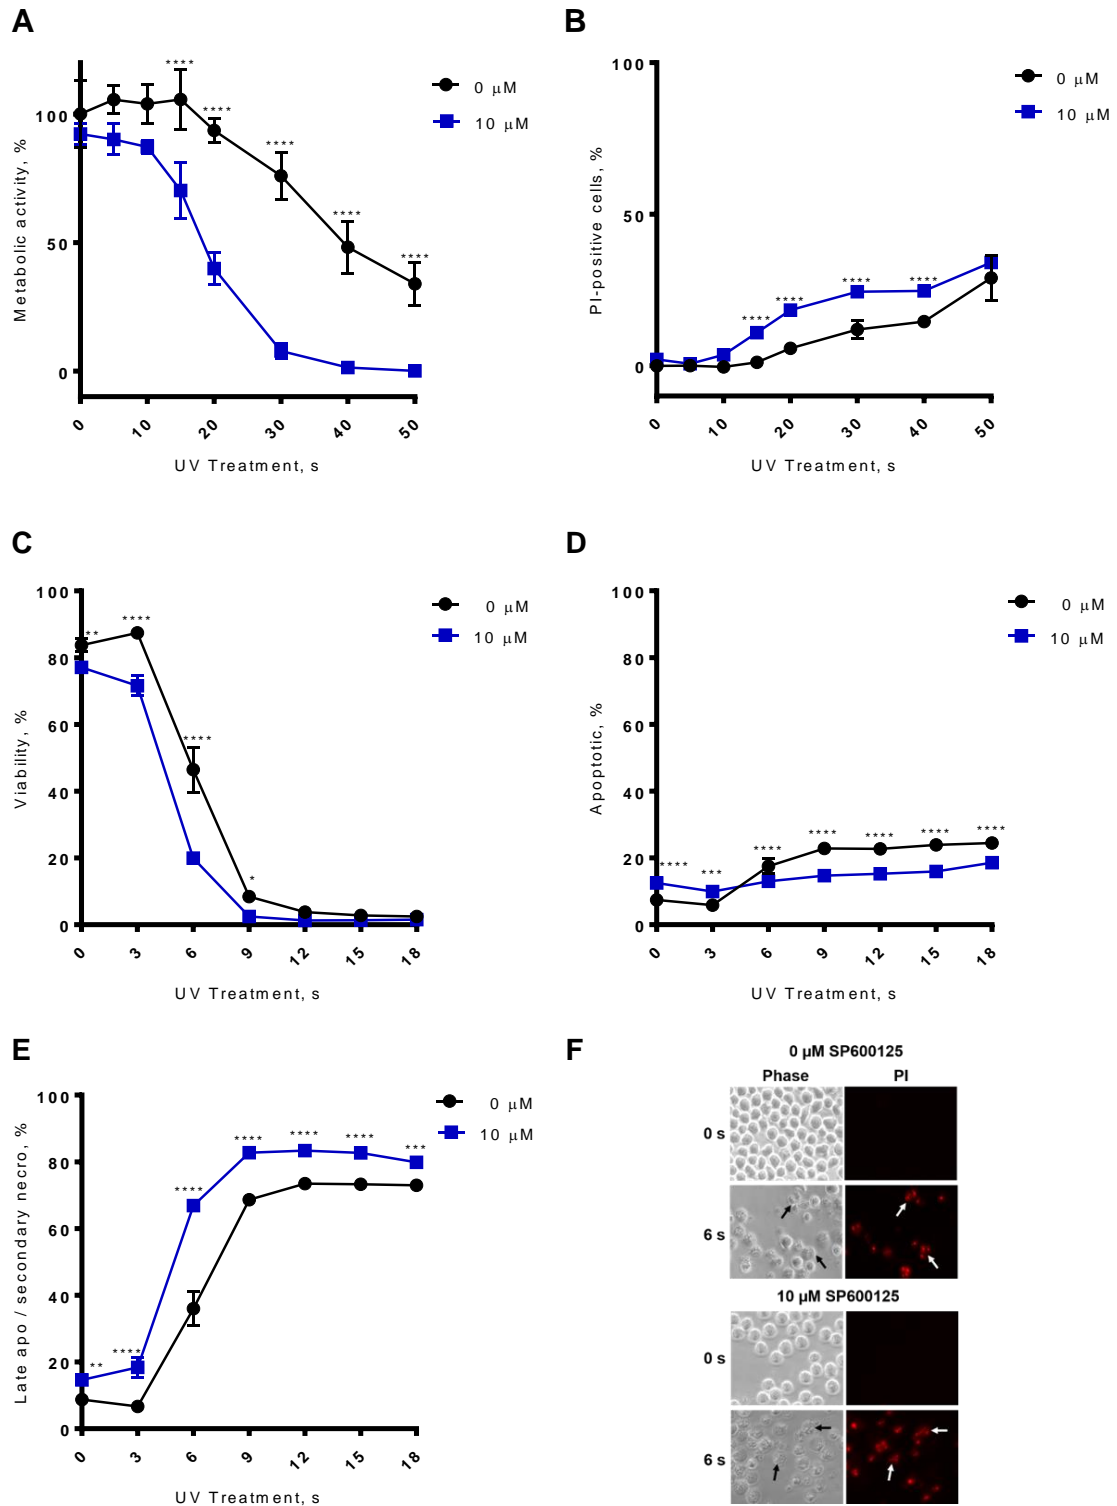 A
Metabolic activity, %
100
50
0
0 10 20 30 40 50
UV Treatment, s
0 µM
10 µM
****
****
****
****
****
B
PI-positive cells, %
100
50
0
0 10 20 30 40 50
UV Treatment, s
0 µM
10 µM
****
****
****
****
C
Viability, %
100
80
60
40
20
0
0 3 6 9 12 15 18
UV Treatment, s
0 µM
10 µM
**
****
****
*
D
Apoptotic, %
100
80
60
40
20
0
0 3 6 9 12 15 18
UV Treatment, s
0 µM
10 µM
****
***
****
****
****
****
****
E
Late apo / secondary necro, %
100
80
60
40
20
0
0 3 6 9 12 15 18
UV Treatment, s
0 µM
10 µM
**
****
****
****
****
****
***
F
0 µM SP600125
Phase PI
0 s
6 s
10 µM SP600125
0 s
6 s